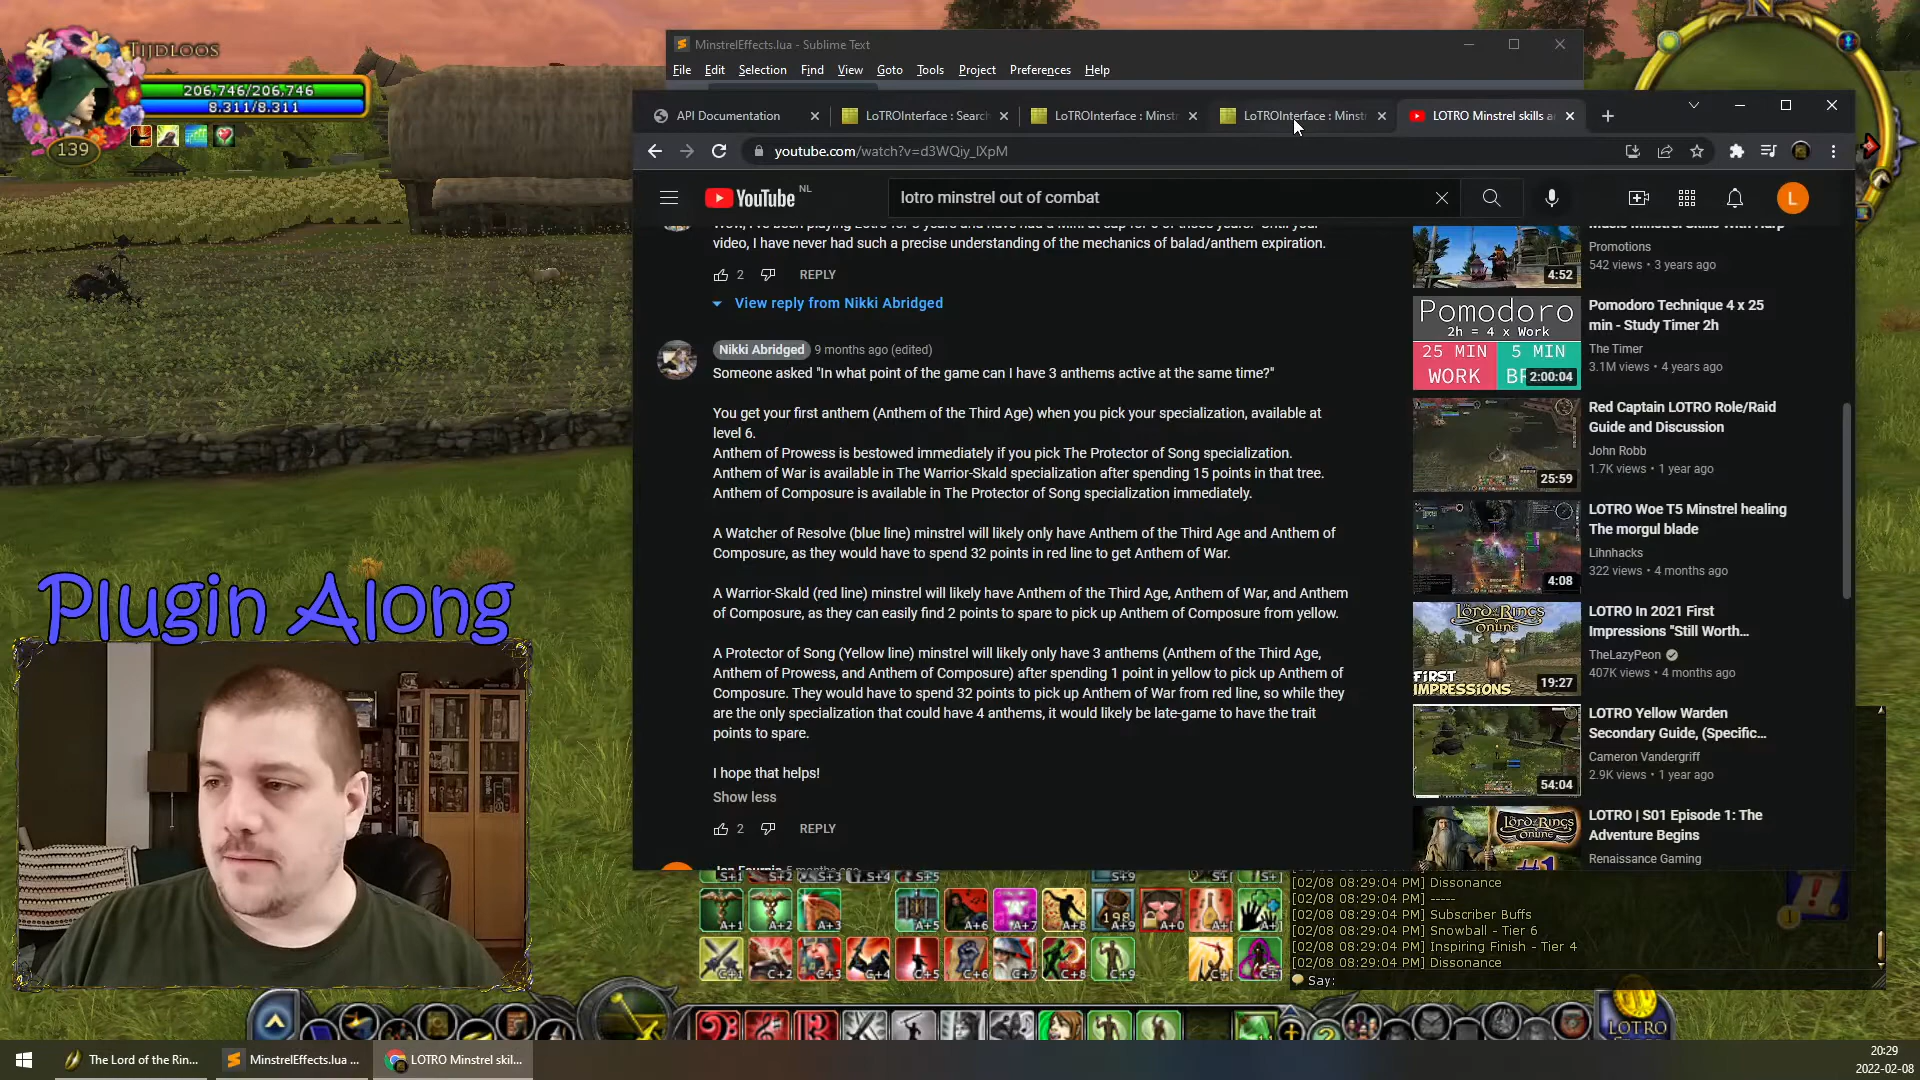 TIJDLOOS
206,746/206,746
8,311/8,311
139
MinstrelEffects.lua - Sublime Text
File Edit Selection Find View Goto Tools Project Preferences Help
API Documentation
LoTROInterface : Search
LoTROInterface : Minst
LoTROInterface : Minst
LOTRO Minstrel skills a
youtube.com/watch?v=d3WQiy_lXpM
YouTube NL
lotro minstrel out of combat
L
video, I have never had such a precise understanding of the mechanics of balad/anthem expiration.
2 REPLY
View reply from Nikki Abridged
Nikki Abridged 9 months ago (edited)
Someone asked "In what point of the game can I have 3 anthems active at the same time?"
You get your first anthem (Anthem of the Third Age) when you pick your specialization, available at
level 6.
Anthem of Prowess is bestowed immediately if you pick The Protector of Song specialization.
Anthem of War is available in The Warrior-Skald specialization after spending 15 points in that tree.
Anthem of Composure is available in The Protector of Song specialization immediately.
A Watcher of Resolve (blue line) minstrel will likely only have Anthem of the Third Age and Anthem of
Composure, as they would have to spend 32 points in red line to get Anthem of War.
A Warrior-Skald (red line) minstrel will likely have Anthem of the Third Age, Anthem of War, and Anthem
of Composure, as they can easily find 2 points to spare to pick up Anthem of Composure from yellow.
A Protector of Song (Yellow line) minstrel will likely only have 3 anthems (Anthem of the Third Age,
Anthem of Prowess, and Anthem of Composure) after spending 1 point in yellow to pick up Anthem of
Composure. They would have to spend 32 points to pick up Anthem of War from red line, so while they
are the only specialization that could have 4 anthems, it would likely be late-game to have the trait
points to spare.
I hope that helps!
Show less
2 REPLY
4:52
Promotions
542 views • 3 years ago
Pomodoro
2h = 4 x Work
25 MIN
WORK
5 MIN
2:00:04
Pomodoro Technique 4 x 25
min - Study Timer 2h
The Timer
3.1M views • 4 years ago
25:59
Red Captain LOTRO Role/Raid
Guide and Discussion
John Robb
1.7K views • 1 year ago
4:08
LOTRO Woe T5 Minstrel healing
The morgul blade
Lihnhacks
322 views • 4 months ago
FIRST
IMPRESSIONS
19:27
LOTRO In 2021 First
Impressions "Still Worth...
TheLazyPeon
407K views • 4 months ago
54:04
LOTRO Yellow Warden
Secondary Guide, (Specific...
Cameron Vandergriff
2.9K views • 1 year ago
LOTRO | S01 Episode 1: The
Adventure Begins
Renaissance Gaming
Plugin Along
A+1 A+2 A+3 A+5 A+6 A+7 A+8 A+9 A+0
C+1 C+2 C+3 C+4 C+5 C+6 C+7 C+8 C+9
[02/08 08:29:04 PM] Dissonance
[02/08 08:29:04 PM] -----
[02/08 08:29:04 PM] Subscriber Buffs
[02/08 08:29:04 PM] Snowball - Tier 6
[02/08 08:29:04 PM] Inspiring Finish - Tier 4
[02/08 08:29:04 PM] Dissonance
Say:
LOTRO
The Lord of the Rin...
MinstrelEffects.lua ...
LOTRO Minstrel skil...
20:29
2022-02-08